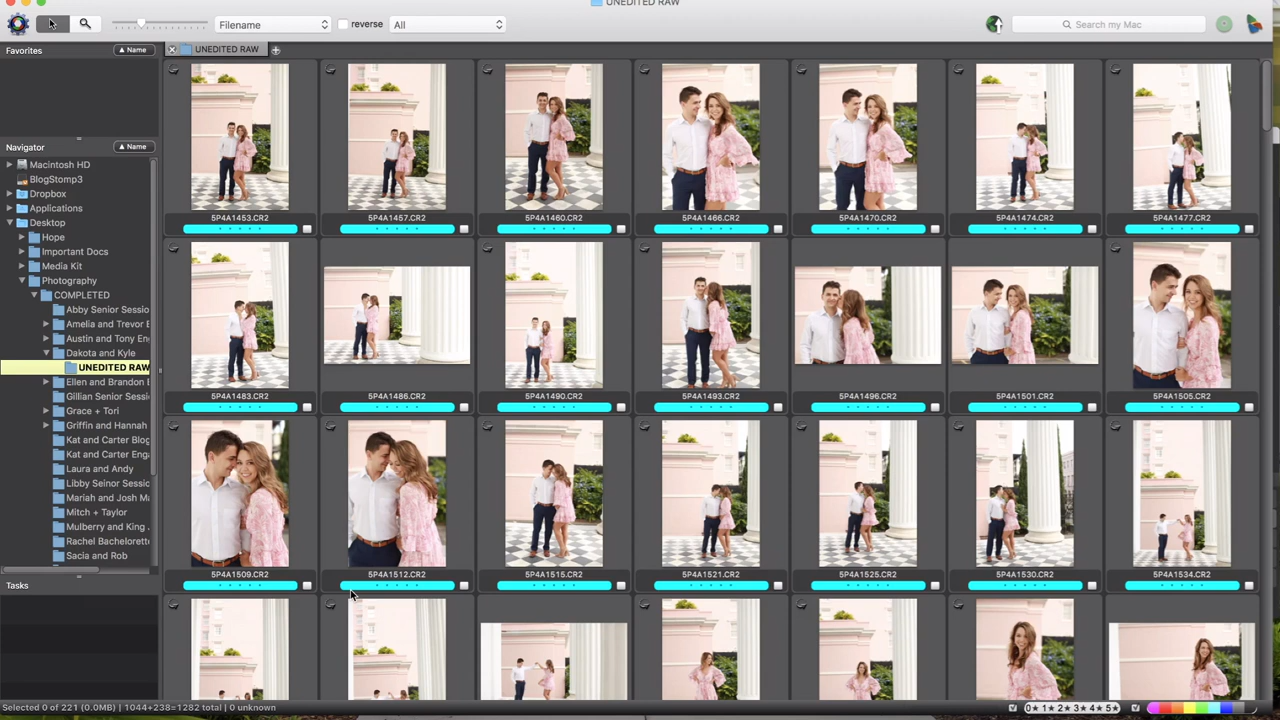 UNEDITED RAW
Filename
reverse
All
Search my Mac
Favorites
▲ Name
UNEDITED RAW
Navigator
▲ Name
Macintosh HD
BlogStomp3
Dropbox
Applications
Desktop
Hope
Important Docs
Media Kit
Photography
COMPLETED
Abby Senior Sessio
Amelia and Trevor E
Austin and Tony En
Dakota and Kyle
UNEDITED RAW
Ellen and Brandon E
Gillian Senior Sessi
Grace + Tori
Griffin and Hannah
Kat and Carter Blog
Kat and Carter Enga
Laura and Andy
Libby Seinor Sessio
Mariah and Josh Ma
Mitch + Taylor
Mulberry and King
Rachel Bachelorett
Sacia and Rob
Tasks
5P4A1453.CR2
5P4A1457.CR2
5P4A1460.CR2
5P4A1466.CR2
5P4A1470.CR2
5P4A1474.CR2
5P4A1477.CR2
5P4A1483.CR2
5P4A1486.CR2
5P4A1490.CR2
5P4A1493.CR2
5P4A1496.CR2
5P4A1501.CR2
5P4A1505.CR2
5P4A1509.CR2
5P4A1512.CR2
5P4A1515.CR2
5P4A1521.CR2
5P4A1525.CR2
5P4A1530.CR2
5P4A1534.CR2
Selected 0 of 221 (0.0MB) | 1044+238=1282 total | 0 unknown
0★ 1★ 2★ 3★ 4★ 5★